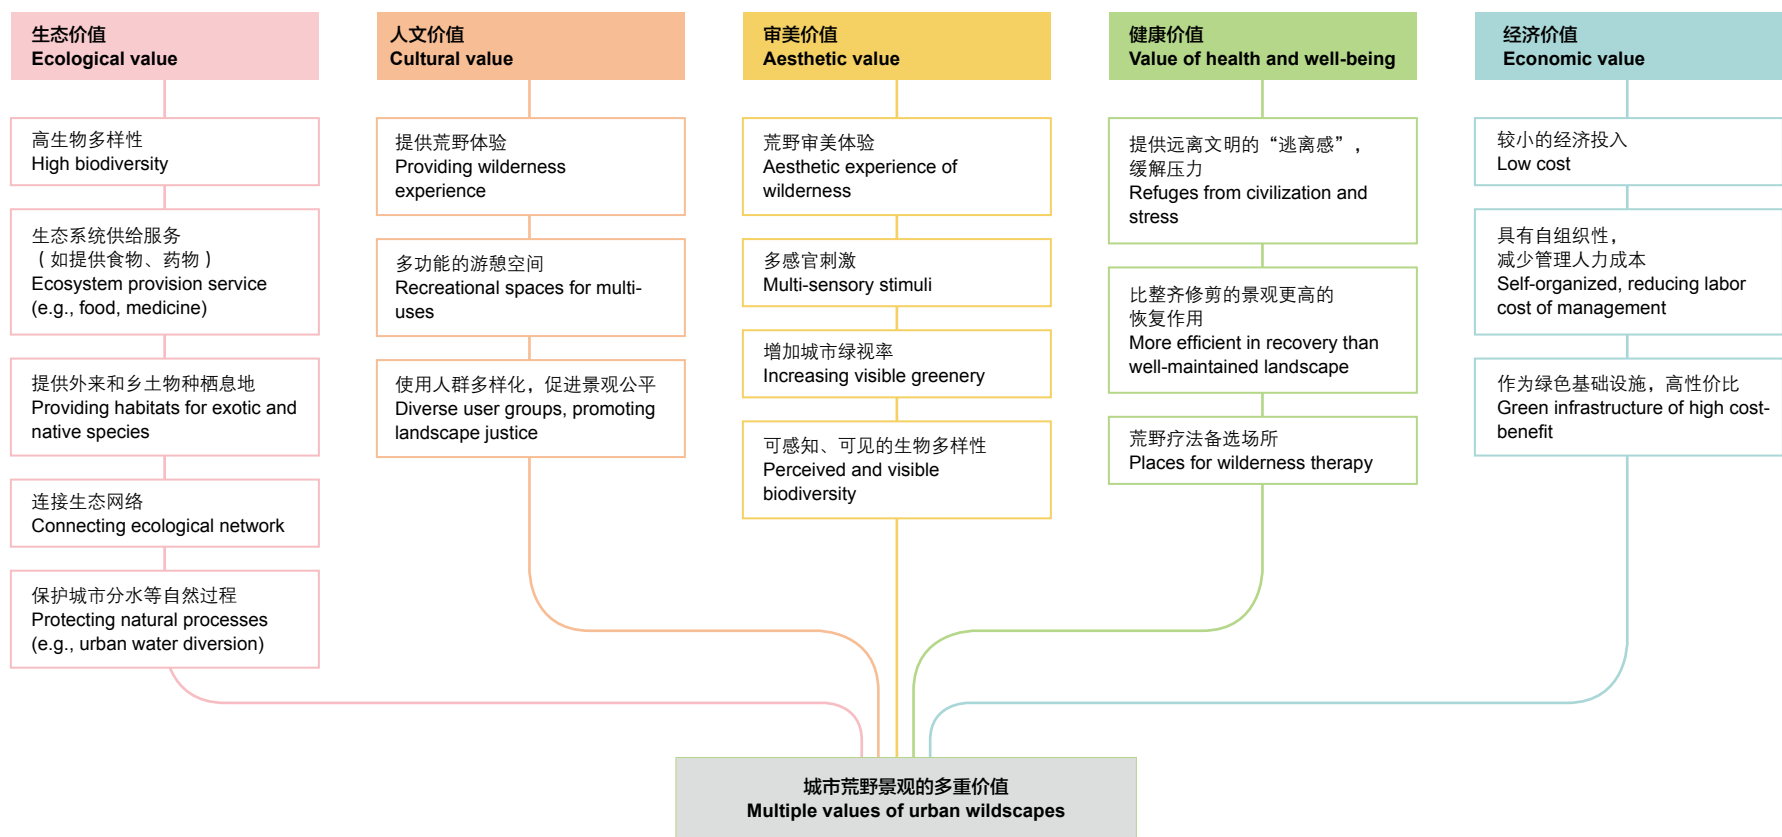 生态价值
Ecological value
高生物多样性
High biodiversity
生态系统供给服务
（如提供食物、药物）
Ecosystem provision service
(e.g., food, medicine)
提供外来和乡土物种栖息地
Providing habitats for exotic and
native species
连接生态网络
Connecting ecological network
保护城市分水等自然过程
Protecting natural processes
(e.g., urban water diversion)
人文价值
Cultural value
提供荒野体验
Providing wilderness
experience
多功能的游憩空间
Recreational spaces for multi-
uses
使用人群多样化，促进景观公平
Diverse user groups, promoting
landscape justice
审美价值
Aesthetic value
荒野审美体验
Aesthetic experience of
wilderness
多感官刺激
Multi-sensory stimuli
增加城市绿视率
Increasing visible greenery
可感知、可见的生物多样性
Perceived and visible
biodiversity
健康价值
Value of health and well-being
提供远离文明的“逃离感”，
缓解压力
Refuges from civilization and
stress
比整齐修剪的景观更高的
恢复作用
More efficient in recovery than
well-maintained landscape
荒野疗法备选场所
Places for wilderness therapy
经济价值
Economic value
较小的经济投入
Low cost
具有自组织性，
减少管理人力成本
Self-organized, reducing labor
cost of management
作为绿色基础设施，高性价比
Green infrastructure of high cost-
benefit
城市荒野景观的多重价值
Multiple values of urban wildscapes